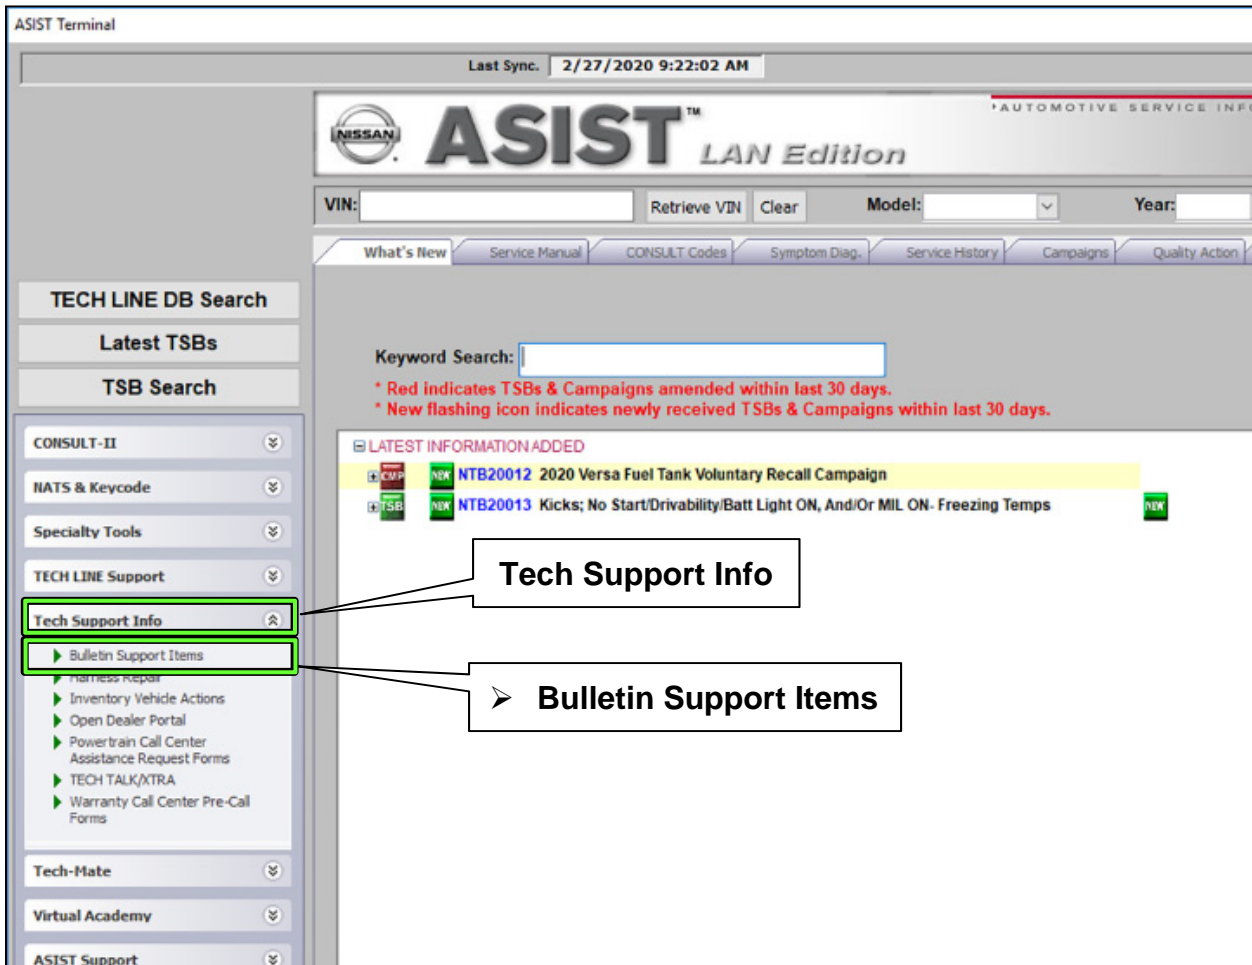 ASIST Terminal
Last Sync. 2/27/2020 9:22:02 AM
AUTOMOTIVE SERVICE
NISSAN
ASIST™ LAN Edition
VIN:
Retrieve VIN
Clear
Model:
Year:
What's New
Service Manual
CONSULT Codes
Symptom Diag.
Service History
Campaigns
Quality Action
TECH LINE DB Search
Latest TSBs
TSB Search
Keyword Search:
* Red indicates TSBs & Campaigns amended within last 30 days.
* New flashing icon indicates newly received TSBs & Campaigns within last 30 days.
LATEST INFORMATION ADDED
CMP NEW NTB20012 2020 Versa Fuel Tank Voluntary Recall Campaign
TSB NEW NTB20013 Kicks; No Start/Drivability/Batt Light ON, And/Or MIL ON- Freezing Temps NEW
CONSULT-II
NATS & Keycode
Specialty Tools
TECH LINE Support
Tech Support Info
Bulletin Support Items
Harness Repair
Inventory Vehicle Actions
Open Dealer Portal
Powertrain Call Center
Assistance Request Forms
TECH TALK/XTRA
Warranty Call Center Pre-Call
Forms
Tech-Mate
Virtual Academy
ASIST Support
Tech Support Info
➢ Bulletin Support Items